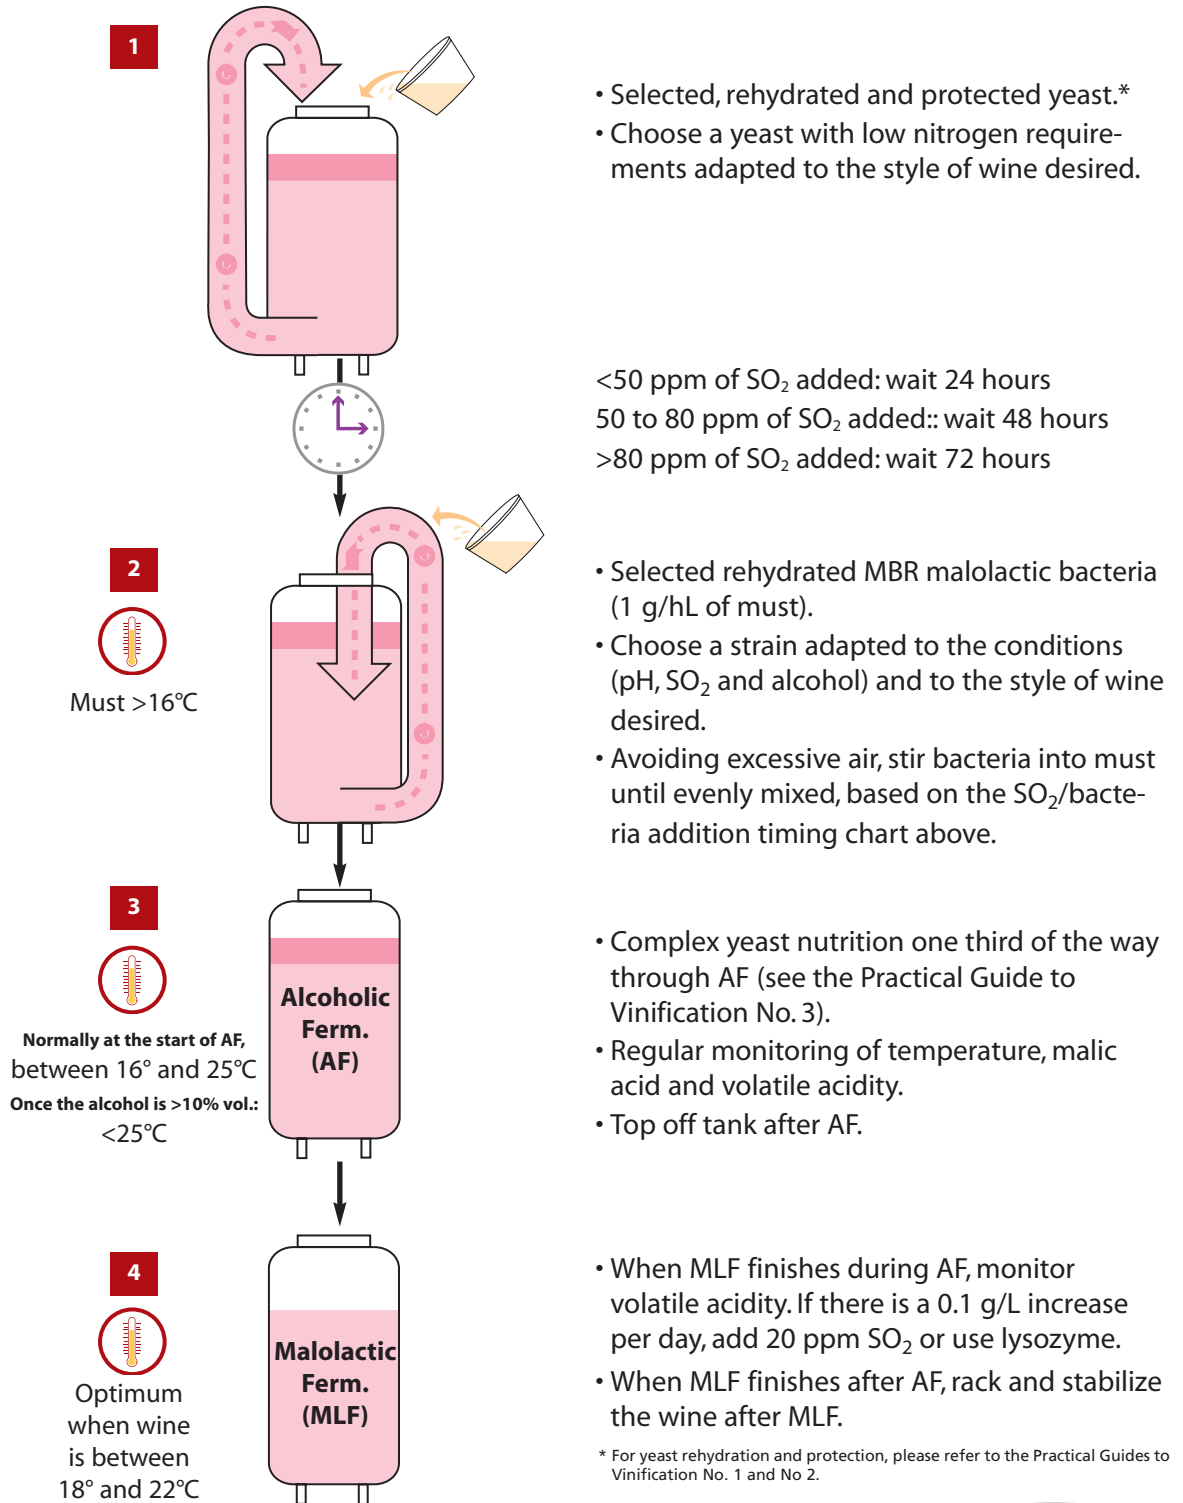 1
• Selected, rehydrated and protected yeast.*
• Choose a yeast with low nitrogen require-
ments adapted to the style of wine desired.
<50 ppm of SO₂ added: wait 24 hours
50 to 80 ppm of SO₂ added:: wait 48 hours
>80 ppm of SO₂ added: wait 72 hours
2
Must >16°C
• Selected rehydrated MBR malolactic bacteria
(1 g/hL of must).
• Choose a strain adapted to the conditions
(pH, SO₂ and alcohol) and to the style of wine
desired.
• Avoiding excessive air, stir bacteria into must
until evenly mixed, based on the SO₂/bacte-
ria addition timing chart above.
3
Normally at the start of AF,
between 16° and 25°C
Once the alcohol is >10% vol.:
<25°C
Alcoholic
Ferm.
(AF)
• Complex yeast nutrition one third of the way
through AF (see the Practical Guide to
Vinification No. 3).
• Regular monitoring of temperature, malic
acid and volatile acidity.
• Top off tank after AF.
4
Optimum
when wine
is between
18° and 22°C
Malolactic
Ferm.
(MLF)
• When MLF finishes during AF, monitor
volatile acidity. If there is a 0.1 g/L increase
per day, add 20 ppm SO₂ or use lysozyme.
• When MLF finishes after AF, rack and stabilize
the wine after MLF.
* For yeast rehydration and protection, please refer to the Practical Guides to
Vinification No. 1 and No 2.